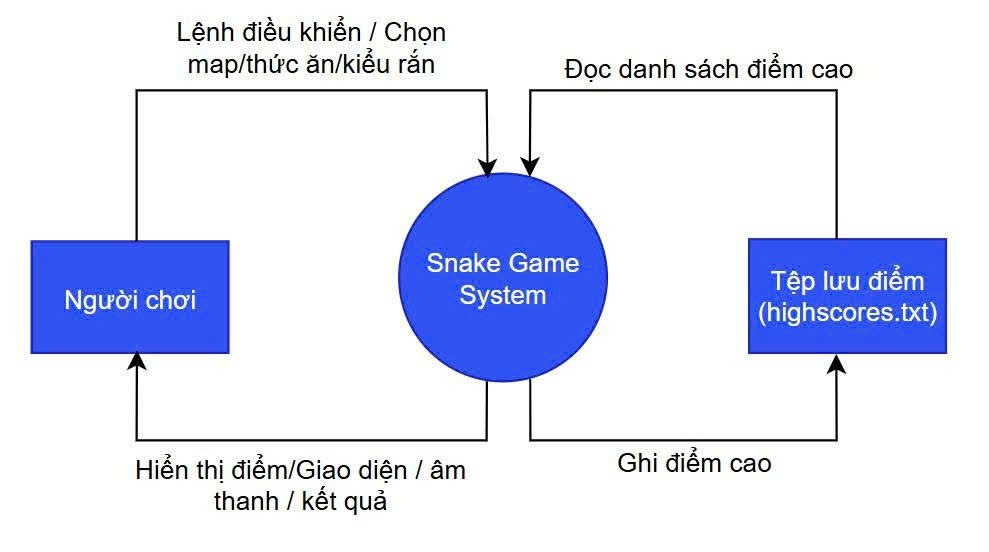 Lệnh điều khiển / Chọn
map/thức ăn/kiểu rắn
Đọc danh sách điểm cao
Snake Game
System
Người chơi
Tệp lưu điểm
(highscores.txt)
Hiển thị điểm/Giao diện / âm
thanh / kết quả
Ghi điểm cao